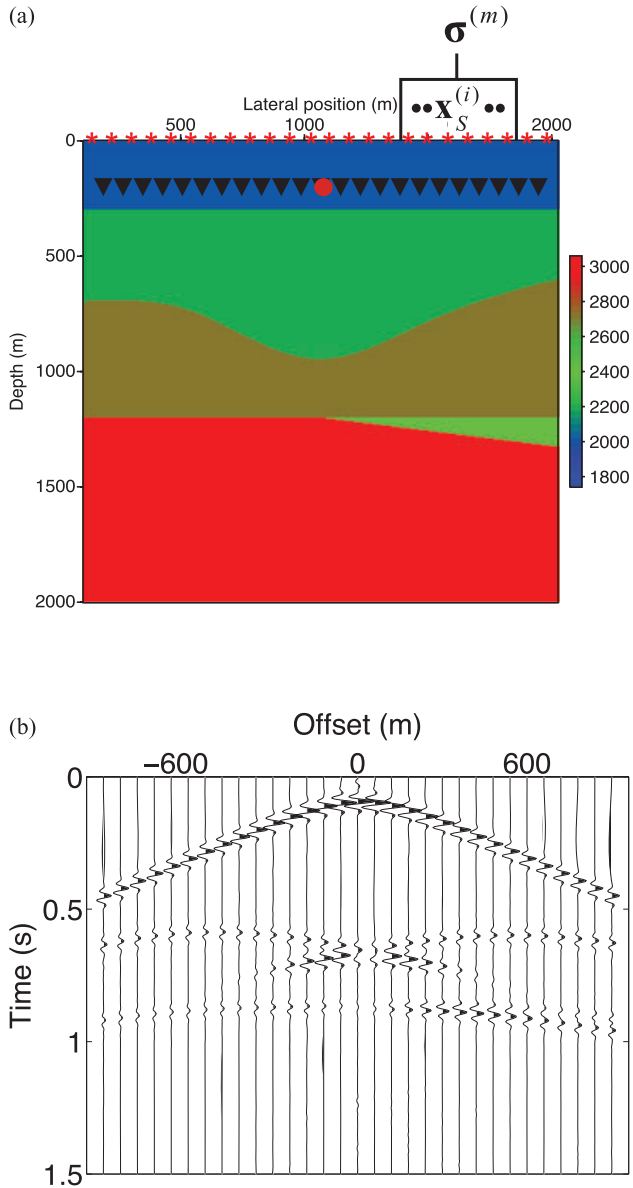 (a)
σ(m)
Lateral position (m)
••x_S^(i)••
500 1000 2000
0
500
1000
1500
2000
Depth (m)
3000
2800
2600
2400
2200
2000
1800
(b)
Offset (m)
−600 0 600
0
0.5
1
1.5
Time (s)